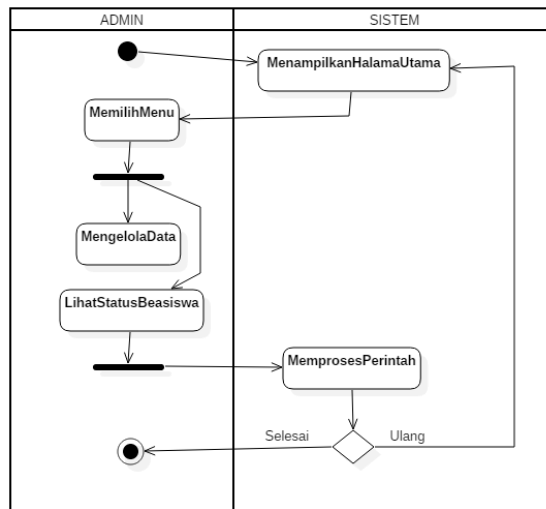 ADMIN
SISTEM
MenampilkanHalamaUtama
MemilihMenu
MengelolaData
LihatStatusBeasiswa
MemprosesPerintah
Selesai
Ulang